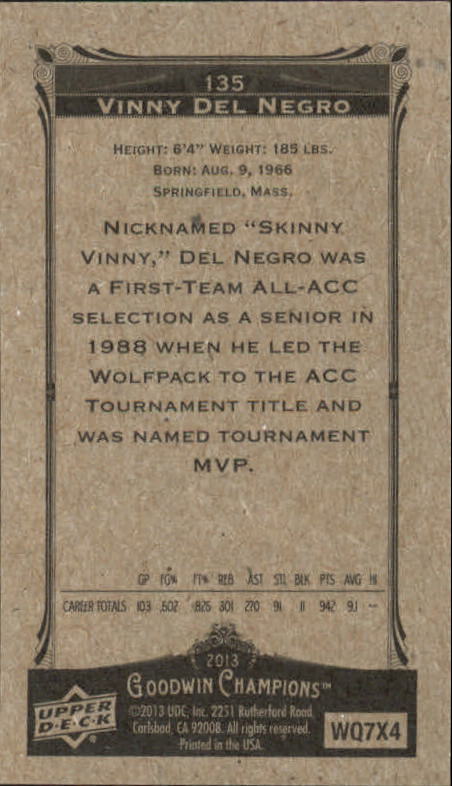 135
VINNY DEL NEGRO
HEIGHT: 6'4" WEIGHT: 185 LBS.
BORN: AUG. 9, 1966
SPRINGFIELD, MASS.
NICKNAMED "SKINNY
VINNY," DEL NEGRO WAS
A FIRST-TEAM ALL-ACC
SELECTION AS A SENIOR IN
1988 WHEN HE LED THE
WOLFPACK TO THE ACC
TOURNAMENT TITLE AND
WAS NAMED TOURNAMENT
MVP.
GP FG% FT% REB AST STL BLK PTS AVG HI
CAREER TOTALS 103 .602 .826 301 270 91 11 942 9.1 --
2013
GOODWIN CHAMPIONS™
UPPER
D·E·C·K®
©2013 UDC, Inc. 2251 Rutherford Road
Carlsbad, CA 92008. All rights reserved.
Printed in the USA.
WQ7X4